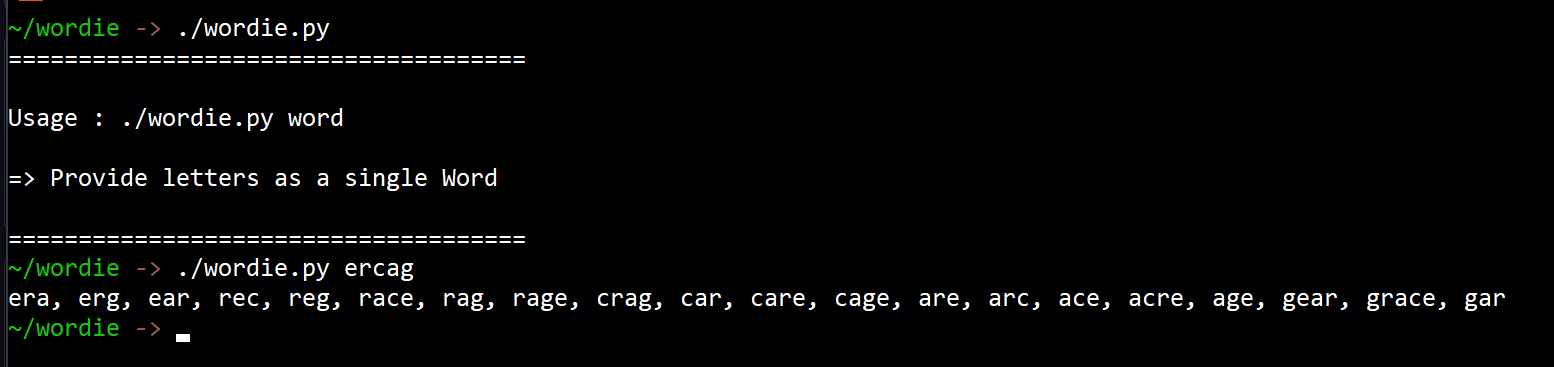 ~/wordie -> ./wordie.py
=====================================
Usage : ./wordie.py word
=> Provide letters as a single Word
=====================================
~/wordie -> ./wordie.py ercag
era, erg, ear, rec, reg, race, rag, rage, crag, car, care, cage, are, arc, ace, acre, age, gear, grace, gar
~/wordie ->